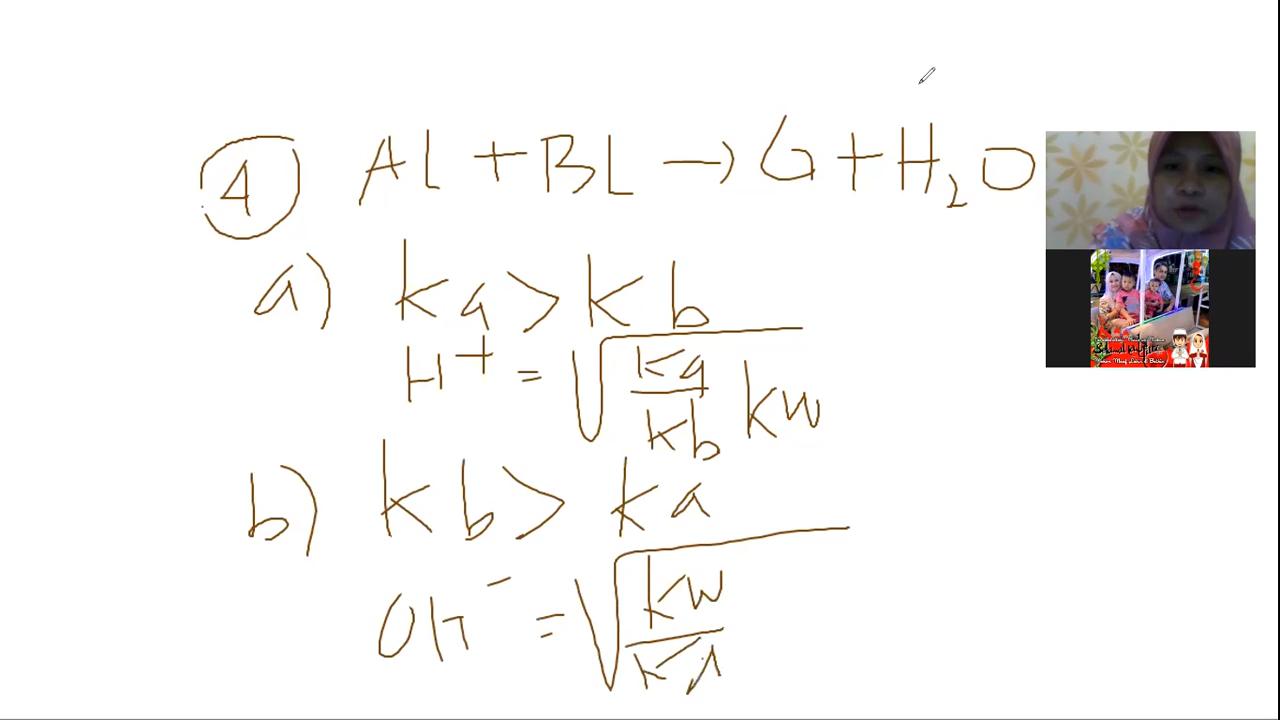 4 AL + BL → G + H₂O
a) Ka > Kb
H⁺ = √(Ka/Kb) Kw
b) Kb > Ka
OH⁻ = √(Kw/Ka)